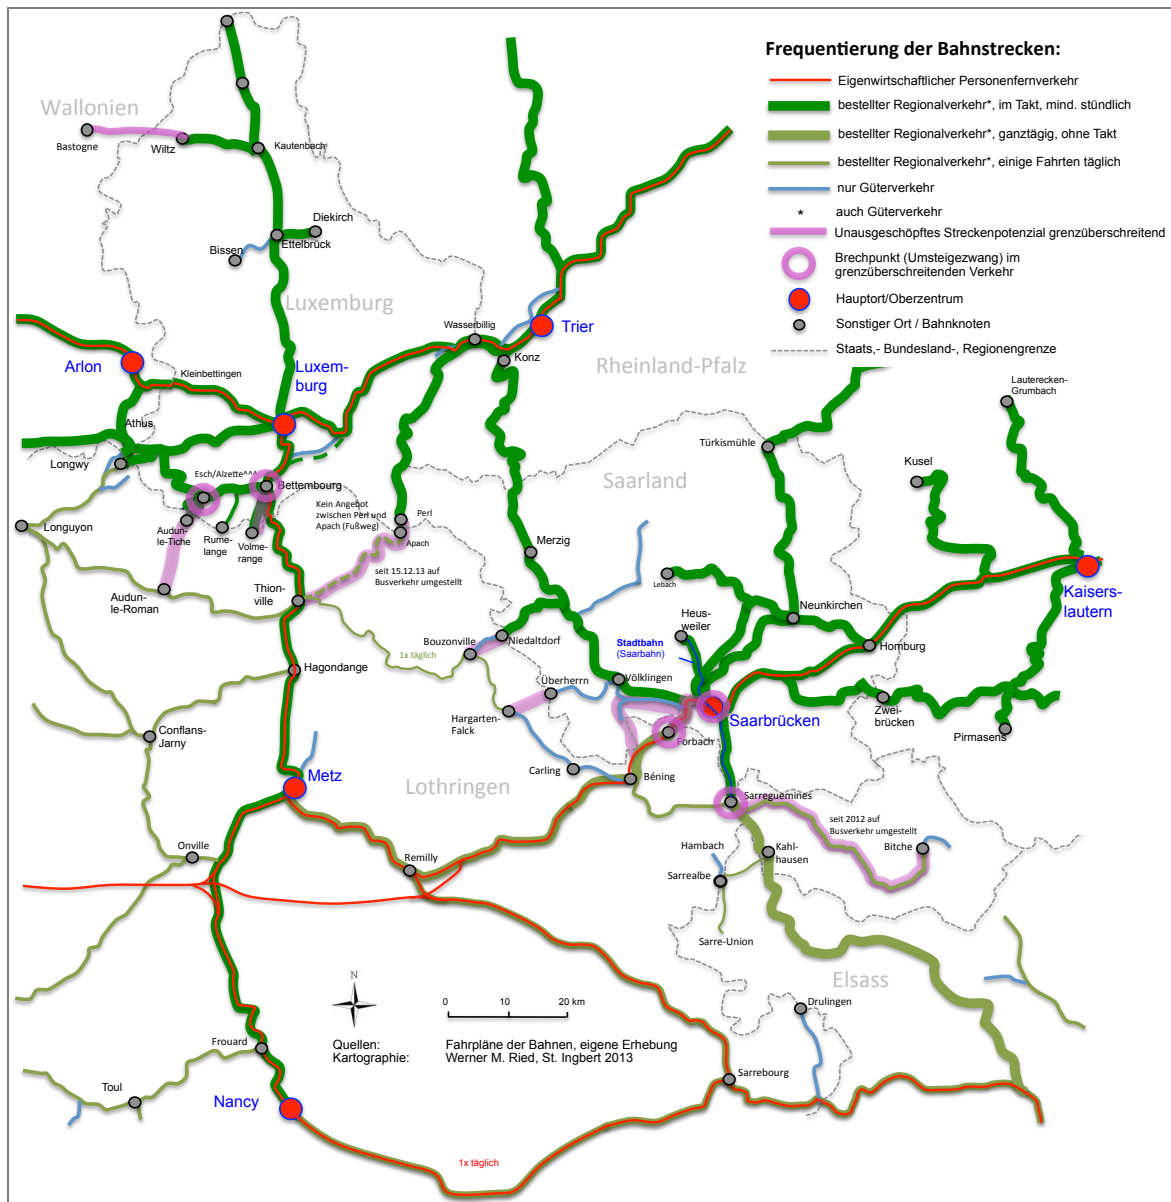 Frequentierung der Bahnstrecken:
Eigenwirtschaftlicher Personenfernverkehr
bestellter Regionalverkehr*, im Takt, mind. stündlich
bestellter Regionalverkehr*, ganztägig, ohne Takt
bestellter Regionalverkehr*, einige Fahrten täglich
nur Güterverkehr
* auch Güterverkehr
Unausgeschöpftes Streckenpotenzial grenzüberschreitend
Brechpunkt (Umsteigezwang) im
grenzüberschreitenden Verkehr
Hauptort/Oberzentrum
Sonstiger Ort / Bahnknoten
Staats,- Bundesland-, Regionengrenze
Wallonien
Bastogne
Wiltz
Kautenbach
Diekirch
Ettelbrück
Bissen
Luxemburg
Wasserbillig
Trier
Konz
Rheinland-Pfalz
Arlon
Kleinbettingen
Luxem-
burg
Athus
Longwy
Esch/Alzette^^^
Bettembourg
Longuyon
Audun-
le-Tiche
Rume-
lange
Volme-
range
Kein Angebot
zwischen Perl und
Apach (Fußweg)
Perl
Apach
seit 15.12.13 auf
Busverkehr umgestellt
Audun-
le-Roman
Thion-
ville
Lauterecken-
Grumbach
Türkismühle
Kusel
Saarland
Merzig
Lebach
Heus-
weiler
Neunkirchen
Kaisers-
lautern
Stadtbahn
(Saarbahn)
Homburg
1x täglich
Bouzonville
Niedaltdorf
Hagondange
Überherrn
Völklingen
Saarbrücken
Zwei-
brücken
Pirmasens
Hargarten-
Falck
Forbach
Conflans-
Jarny
Metz
Lothringen
Carling
Béning
Sarreguemines
seit 2012 auf
Busverkehr umgestellt
Bitche
Onville
Remilly
Hambach
Kahl-
hausen
Sarrealbe
Sarre-Union
Elsass
Drulingen
N
0 10 20 km
Quellen: Fahrpläne der Bahnen, eigene Erhebung
Kartographie: Werner M. Ried, St. Ingbert 2013
Frouard
Toul
Nancy
Sarrebourg
1x täglich